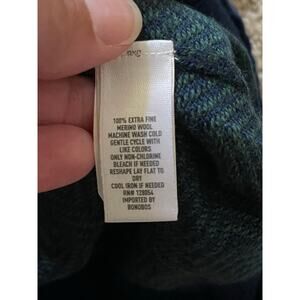 100% EXTRA FINE
MERINO WOOL
MACHINE WASH COLD
GENTLE CYCLE WITH
LIKE COLORS
ONLY NON-CHLORINE
BLEACH IF NEEDED
RESHAPE LAY FLAT TO
DRY
COOL IRON IF NEEDED
RN# 128054
IMPORTED BY
BONOBOS